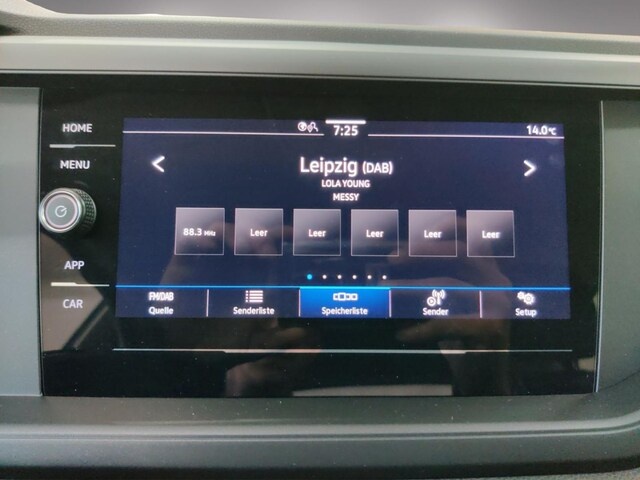 HOME
MENU
APP
CAR
7:25
14.0°C
Leipzig (DAB)
LOLA YOUNG
MESSY
88.3 MHz
Leer
Leer
Leer
Leer
Leer
FM/DAB
Quelle
Senderliste
Speicherliste
Sender
Setup